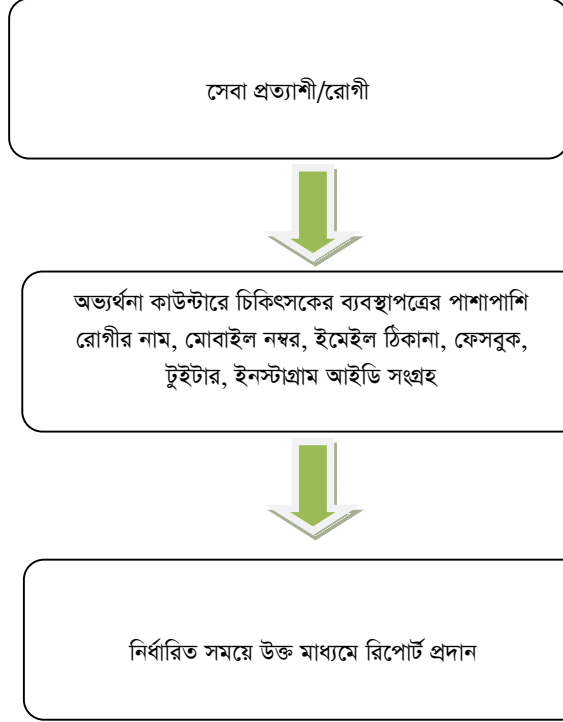 সেবা প্রত্যাশী/রোগী
অভ্যর্থনা কাউন্টারে চিকিৎসকের ব্যবস্থাপত্রের পাশাপাশি
রোগীর নাম, মোবাইল নম্বর, ইমেইল ঠিকানা, ফেসবুক,
টুইটার, ইনস্টাগ্রাম আইডি সংগ্রহ
নির্ধারিত সময়ে উক্ত মাধ্যমে রিপোর্ট প্রদান